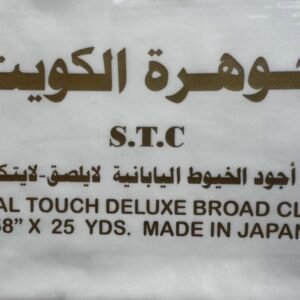 جوهرة الكويت
S.T.C
أجود الخيوط اليابانية لايلصق-لايتك
AL TOUCH DELUXE BROAD CL
58" X 25 YDS. MADE IN JAPAN